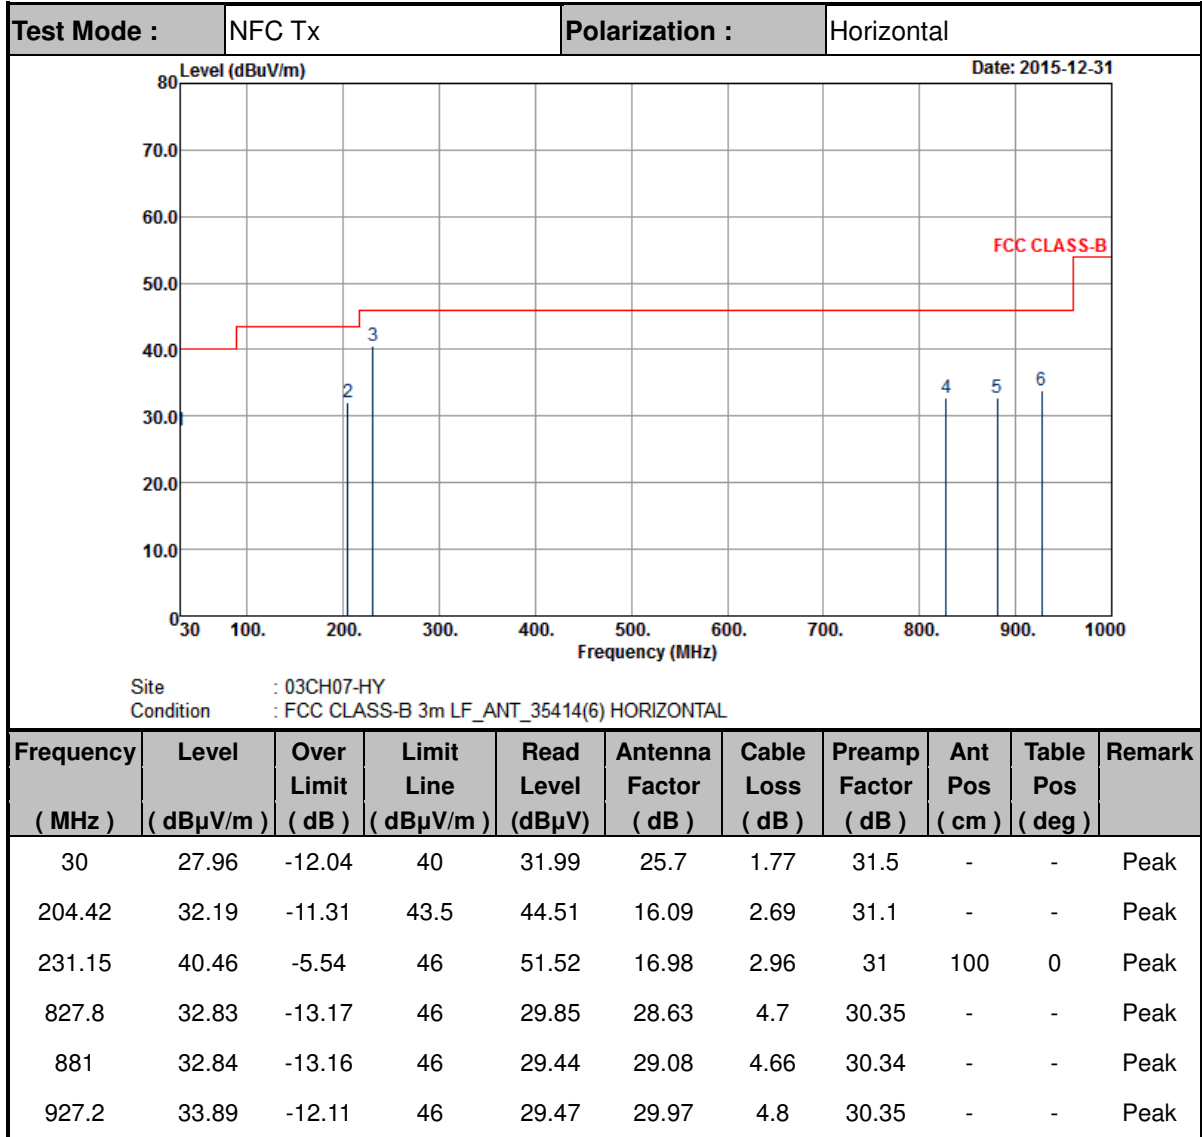 Test Mode : NFC Tx Polarization : Horizontal
Level (dBuV/m) Date: 2015-12-31
80
70.0
60.0
FCC CLASS-B
50.0
3
40.0
2 4 5 6
30.0
20.0
10.0
0
30 100. 200. 300. 400. 500. 600. 700. 800. 900. 1000
Frequency (MHz)
Site : 03CH07-HY
Condition : FCC CLASS-B 3m LF_ANT_35414(6) HORIZONTAL
Frequency Level Over Limit Read Antenna Cable Preamp Ant Table Remark
Limit Line Level Factor Loss Factor Pos Pos
( MHz ) ( dBµV/m ) ( dB ) ( dBµV/m ) (dBµV) ( dB ) ( dB ) ( dB ) ( cm ) ( deg )
30 27.96 -12.04 40 31.99 25.7 1.77 31.5 - - Peak
204.42 32.19 -11.31 43.5 44.51 16.09 2.69 31.1 - - Peak
231.15 40.46 -5.54 46 51.52 16.98 2.96 31 100 0 Peak
827.8 32.83 -13.17 46 29.85 28.63 4.7 30.35 - - Peak
881 32.84 -13.16 46 29.44 29.08 4.66 30.34 - - Peak
927.2 33.89 -12.11 46 29.47 29.97 4.8 30.35 - - Peak